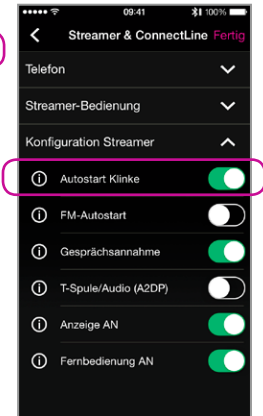 09:41
100%
Streamer & ConnectLine Fertig
Telefon
Streamer-Bedienung
Konfiguration Streamer
Autostart Klinke
FM-Autostart
Gesprächsannahme
T-Spule/Audio (A2DP)
Anzeige AN
Fernbedienung AN